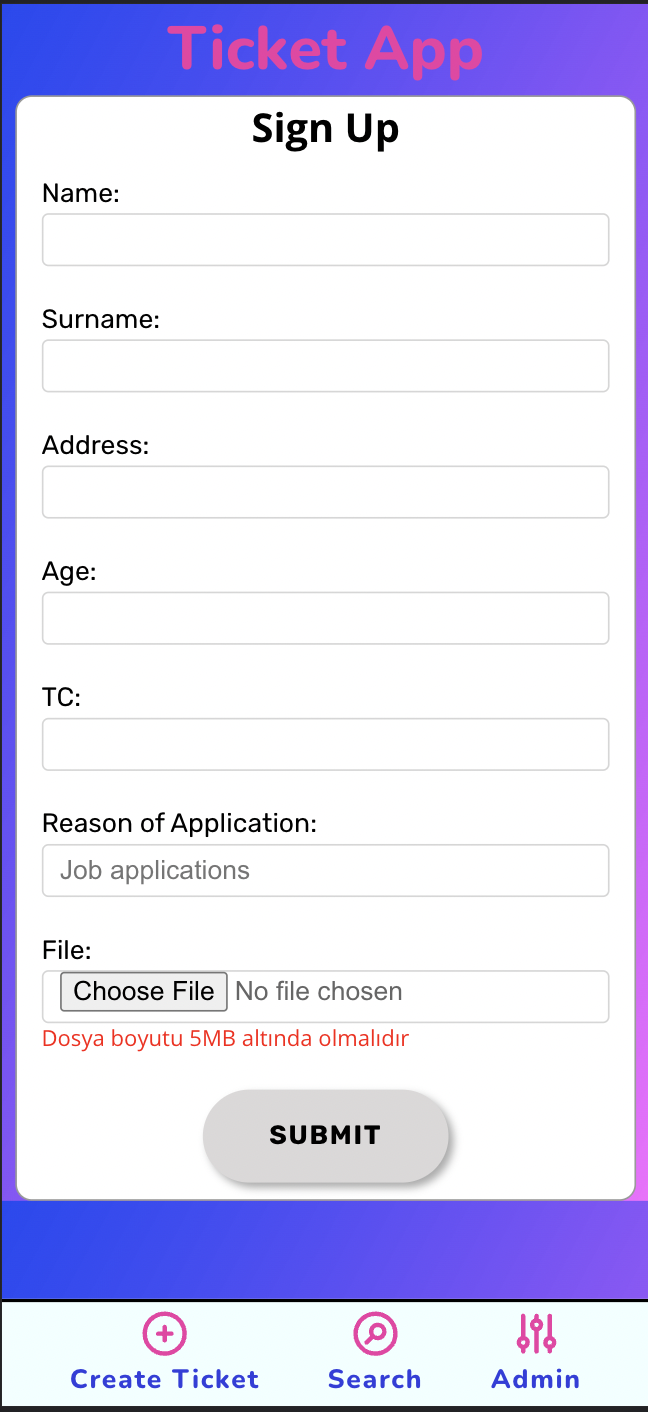 Ticket App
Sign Up
Name:
Surname:
Address:
Age:
TC:
Reason of Application:
Job applications
File:
Choose File No file chosen
Dosya boyutu 5MB altında olmalıdır
SUBMIT
Create Ticket Search Admin